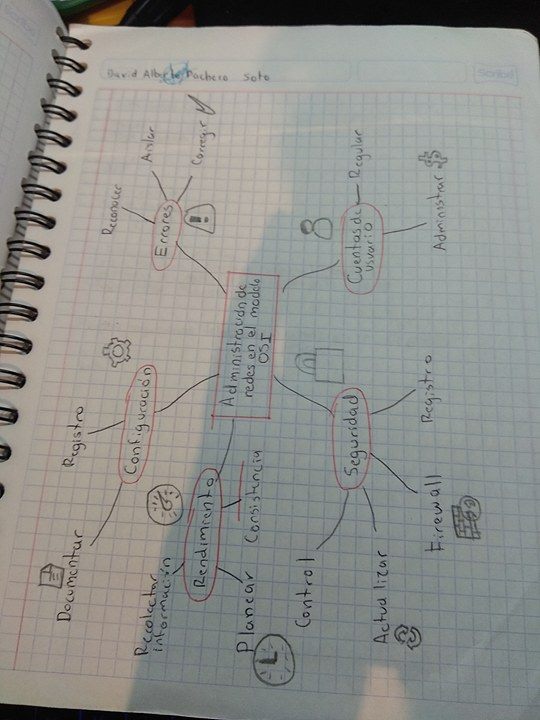 David Alberto Pacheco Soto
Scribe
Administración de
redes en el modelo
OSI
Errores
Reconocer
Aislar
Corregir
Cuentas de
usuario
Regular
Administrar
Configuración
Registro
Documentar
Rendimiento
Recolectar
información
Planear
Consistencia
Seguridad
Control
Actualizar
Firewall
Registro